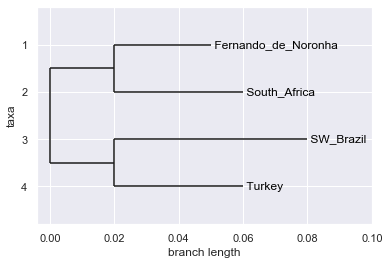 1
Fernando_de_Noronha
2
South_Africa
taxa
3
SW_Brazil
4
Turkey
0.00 0.02 0.04 0.06 0.08 0.10
branch length